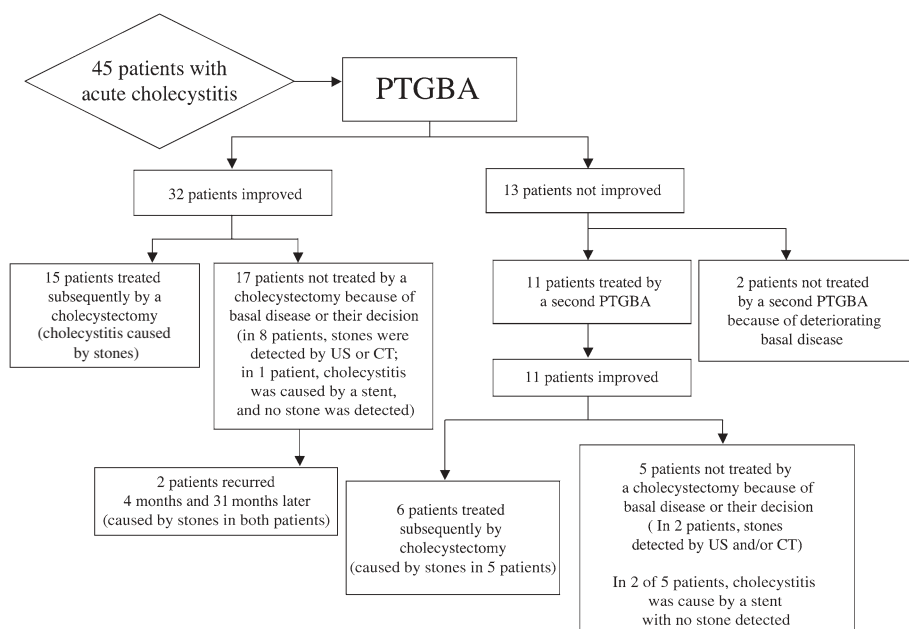 45 patients with
acute cholecystitis
PTGBA
32 patients improved
13 patients not improved
15 patients treated
subsequently by a
cholecystectomy
(cholecystitis caused
by stones)
17 patients not treated by a
cholecystectomy because of
basal disease or their decision
(in 8 patients, stones were
detected by US or CT;
in 1 patient, cholecystitis
was caused by a stent,
and no stone was detected)
11 patients treated by
a second PTGBA
2 patients not treated
by a second PTGBA
because of deteriorating
basal disease
11 patients improved
2 patients recurred
4 months and 31 months later
(caused by stones in both patients)
6 patients treated
subsequently by
cholecystectomy
(caused by stones in 5 patients)
5 patients not treated by
a cholecystectomy because of
basal disease or their decision
( In 2 patients, stones
detected by US and/or CT)
In 2 of 5 patients, cholecystitis
was cause by a stent
with no stone detected